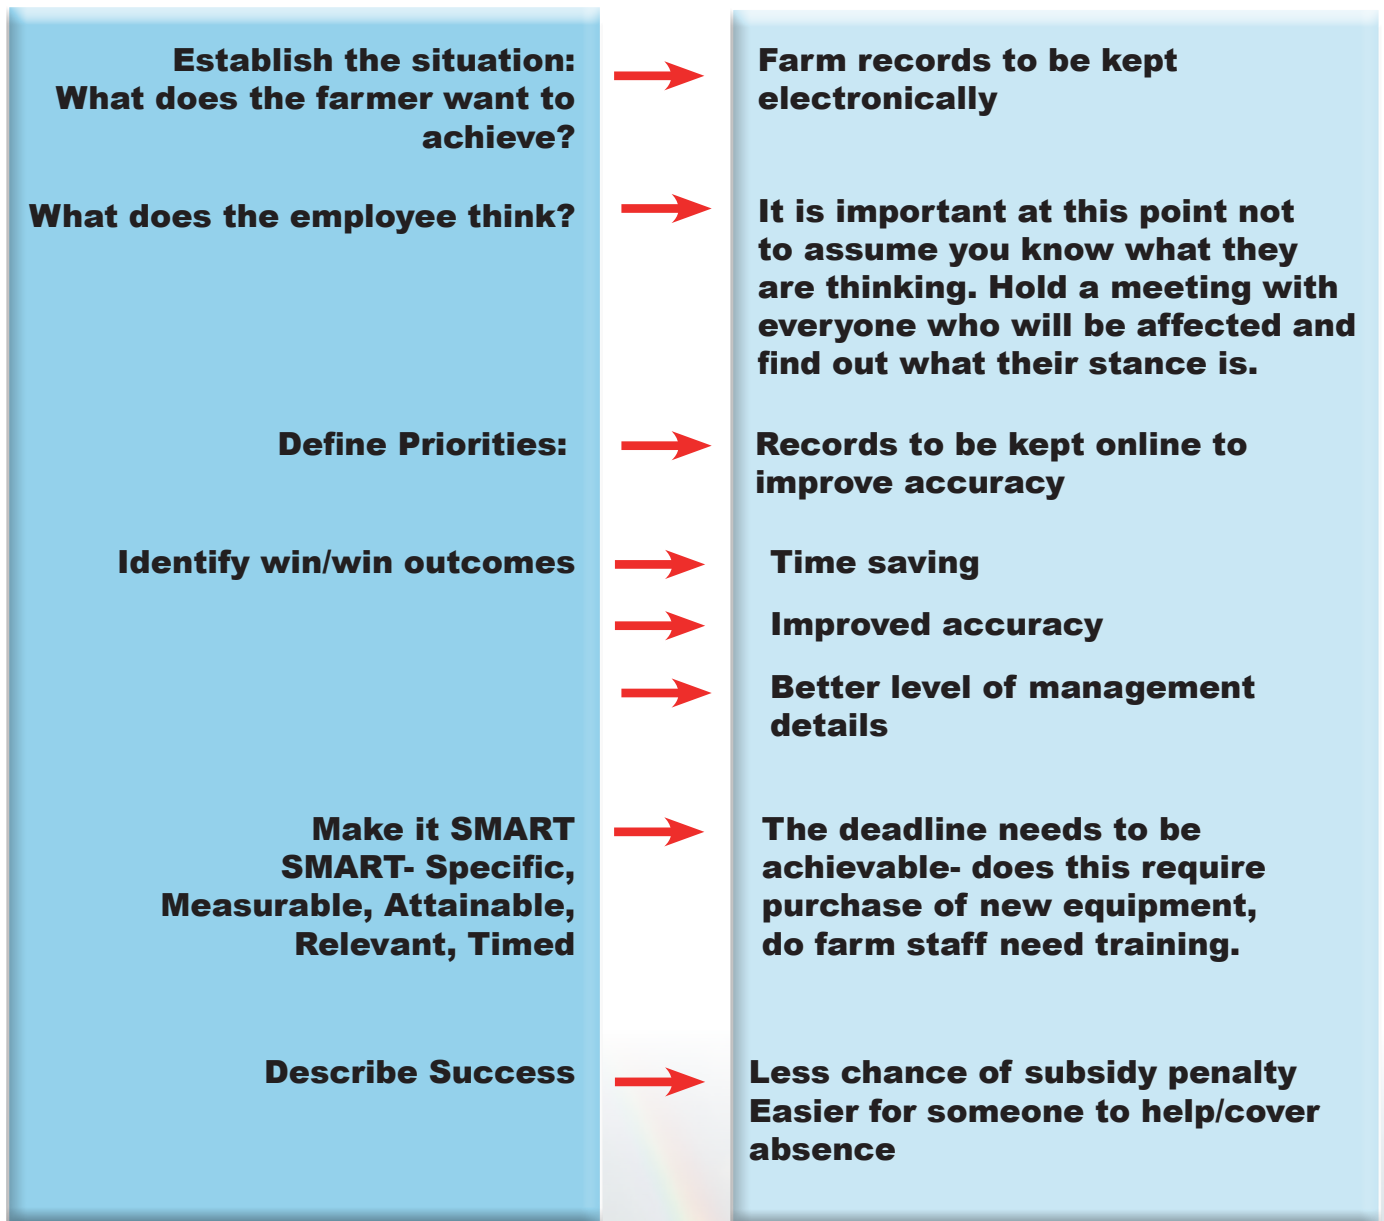 Establish the situation:
What does the farmer want to
achieve?
Farm records to be kept
electronically
What does the employee think?
It is important at this point not
to assume you know what they
are thinking. Hold a meeting with
everyone who will be affected and
find out what their stance is.
Define Priorities:
Records to be kept online to
improve accuracy
Identify win/win outcomes
Time saving
Improved accuracy
Better level of management
details
Make it SMART
SMART- Specific,
Measurable, Attainable,
Relevant, Timed
The deadline needs to be
achievable- does this require
purchase of new equipment,
do farm staff need training.
Describe Success
Less chance of subsidy penalty
Easier for someone to help/cover
absence